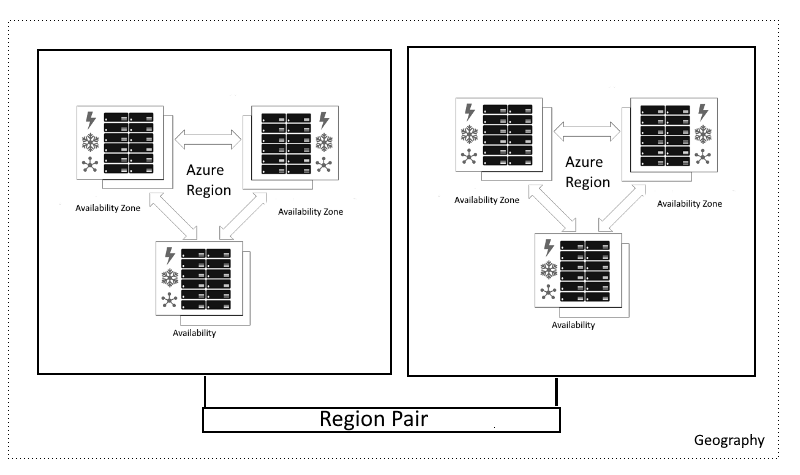 Azure
Region
Availability Zone
Availability Zone
Availability
Azure
Region
Availability Zone
Availability Zone
Availability
Region Pair
Geography